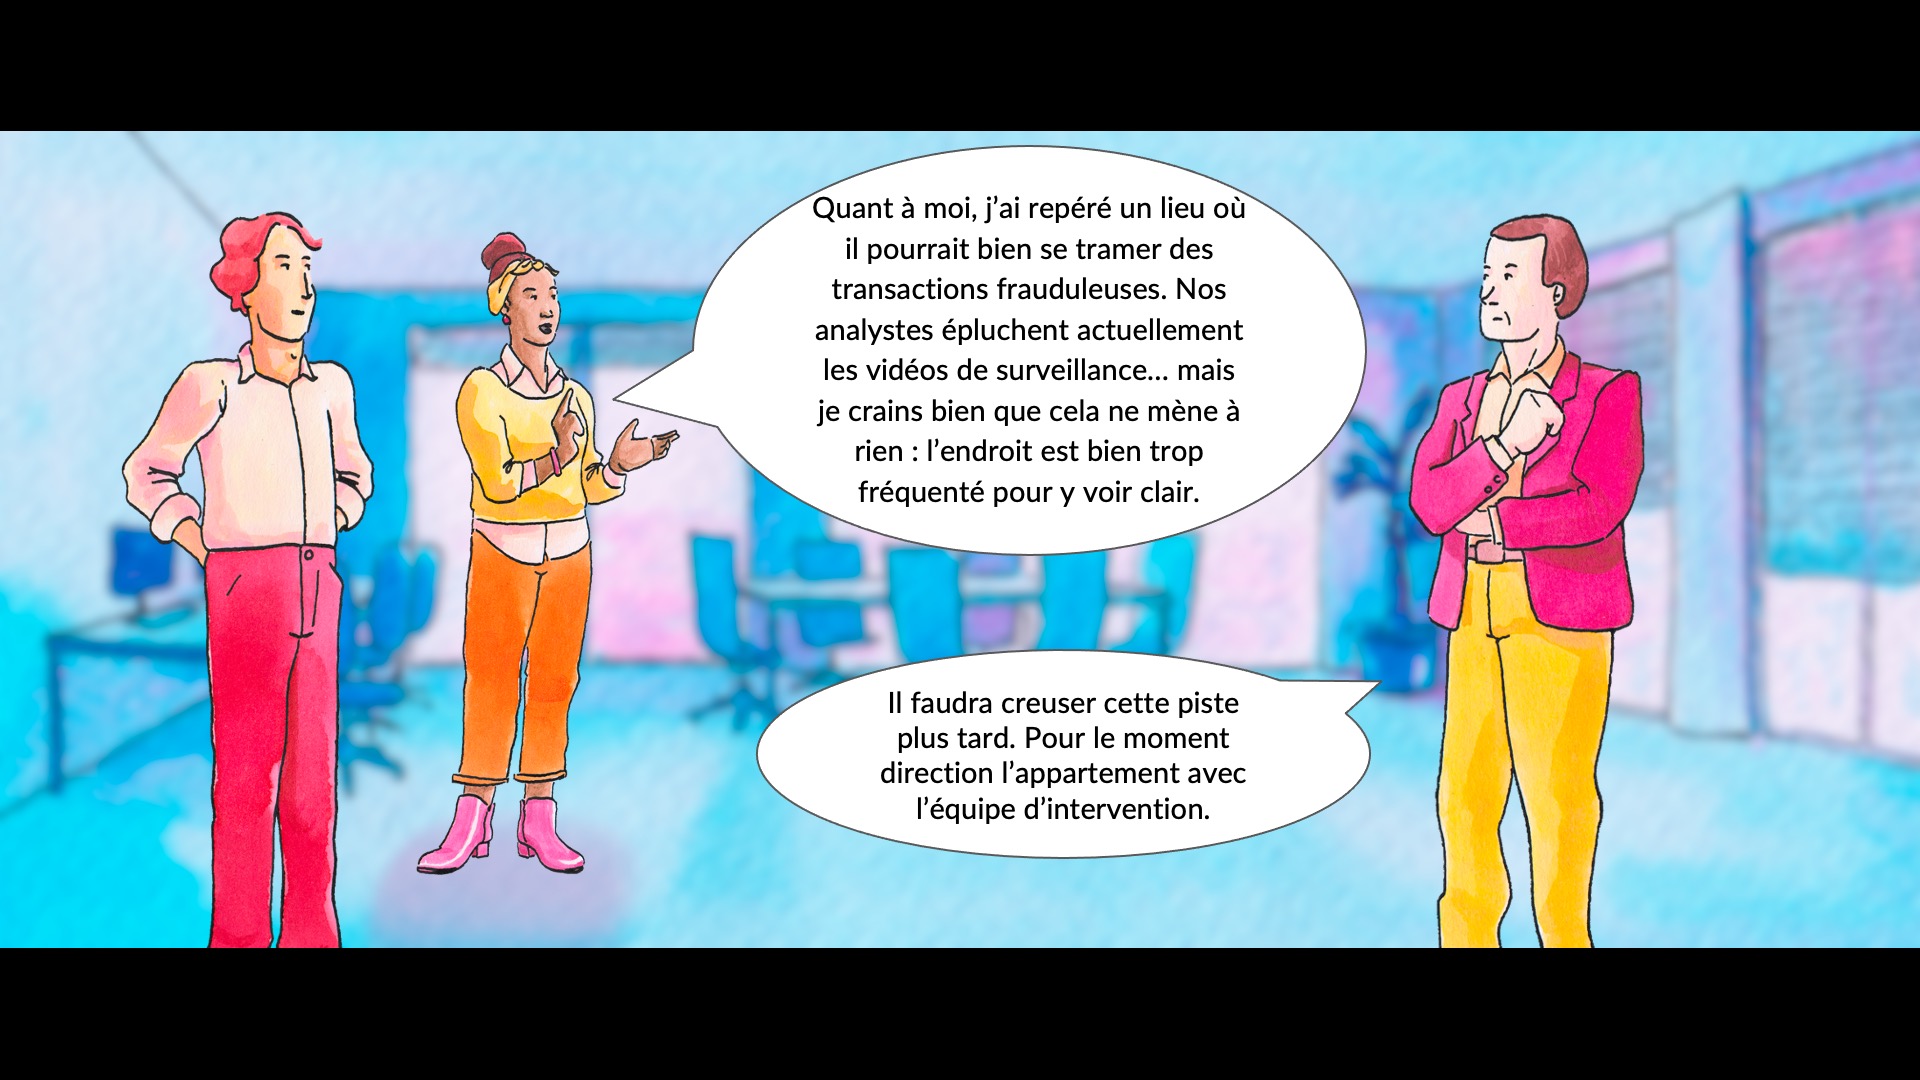 Quant à moi, j’ai repéré un lieu où
il pourrait bien se tramer des
transactions frauduleuses. Nos
analystes épluchent actuellement
les vidéos de surveillance... mais
je crains bien que cela ne mène à
rien : l’endroit est bien trop
fréquenté pour y voir clair.
Il faudra creuser cette piste
plus tard. Pour le moment
direction l’appartement avec
l’équipe d’intervention.